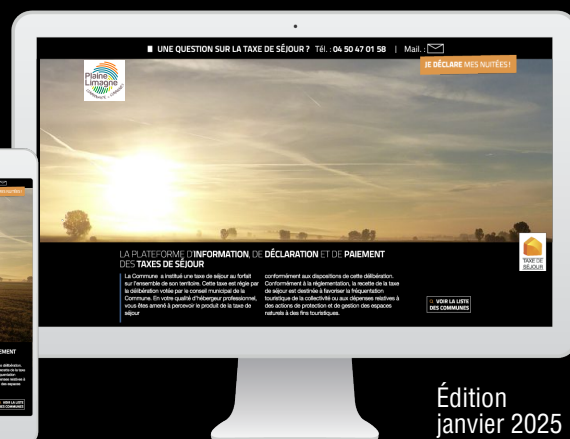 UNE QUESTION SUR LA TAXE DE SÉJOUR ? Tél. : 04 50 47 01 58 | Mail. :
JE DÉCLARE MES NUITÉES !
Plaine
Limagne
LA PLATEFORME D'INFORMATION, DE DÉCLARATION ET DE PAIEMENT
DES TAXES DE SÉJOUR
La Commune a institué une taxe de séjour au forfait
sur l'ensemble de son territoire. Cette taxe est régie par
la délibération votée par le conseil municipal de la
Commune. En votre qualité d'hébergeur professionnel,
vous êtes amené à percevoir le produit de la taxe de
séjour
conformément aux dispositions de cette délibération.
Conformément à la réglementation, la recette de la taxe
de séjour est destinée à favoriser la fréquentation
touristique de la collectivité ou aux dépenses relatives à
des actions de protection et de gestion des espaces
naturels à des fins touristiques.
VOIR LA LISTE
DES COMMUNES
TAXE DE
SÉJOUR
Édition
janvier 2025